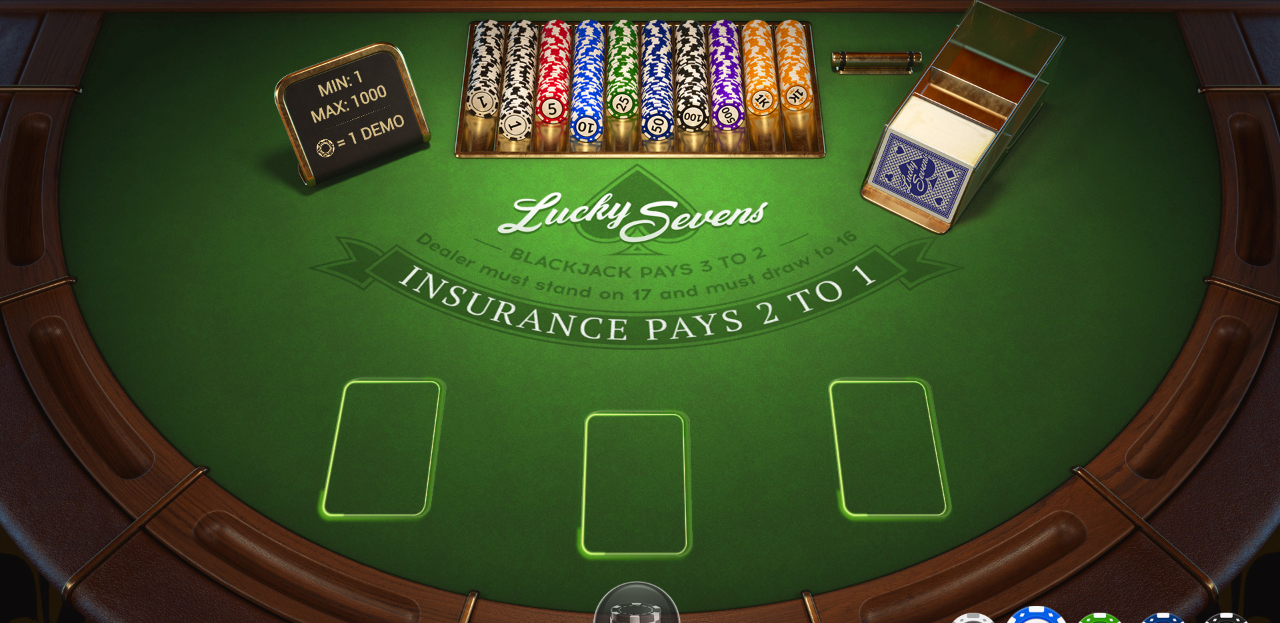 MIN: 1
MAX: 1000
= 1 DEMO
1
1
5
10
25
50
100
500
1K
1K
Lucky Sevens
BLACKJACK PAYS 3 TO 2
Dealer must stand on 17 and must draw to 16
INSURANCE PAYS 2 TO 1
Lucky Sevens